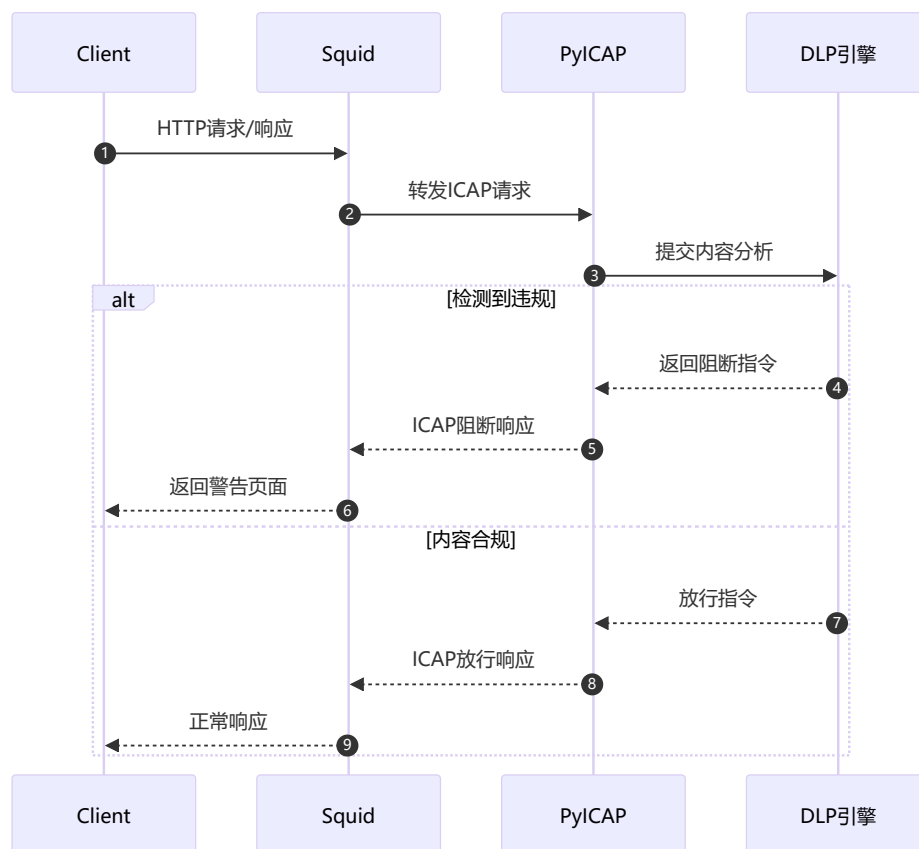 Client
Squid
PyICAP
DLP引擎
HTTP请求/响应
1
转发ICAP请求
2
提交内容分析
3
alt
[检测到违规]
返回阻断指令
4
ICAP阻断响应
5
返回警告页面
6
[内容合规]
放行指令
7
ICAP放行响应
8
正常响应
9
Client
Squid
PyICAP
DLP引擎